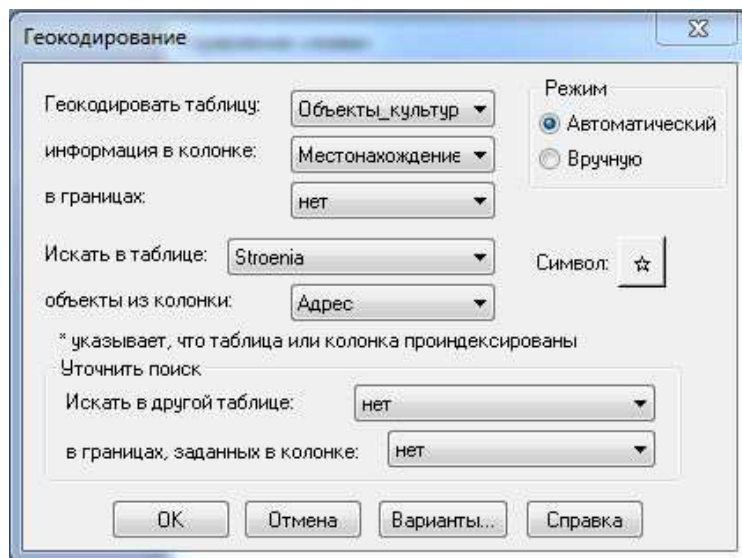 Геокодирование
Геокодировать таблицу: Объекты_культур
информация в колонке: Местонахождение
в границах: нет
Режим
Автоматический
Вручную
Искать в таблице: Stroenia
Символ:
объекты из колонки: Адрес
* указывает, что таблица или колонка проиндексированы
Уточнить поиск
Искать в другой таблице: нет
в границах, заданных в колонке: нет
OK Отмена Варианты... Справка